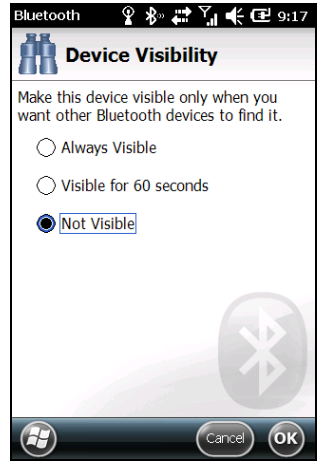 Bluetooth 9:17
Device Visibility
Make this device visible only when you
want other Bluetooth devices to find it.
Always Visible
Visible for 60 seconds
Not Visible
Cancel OK